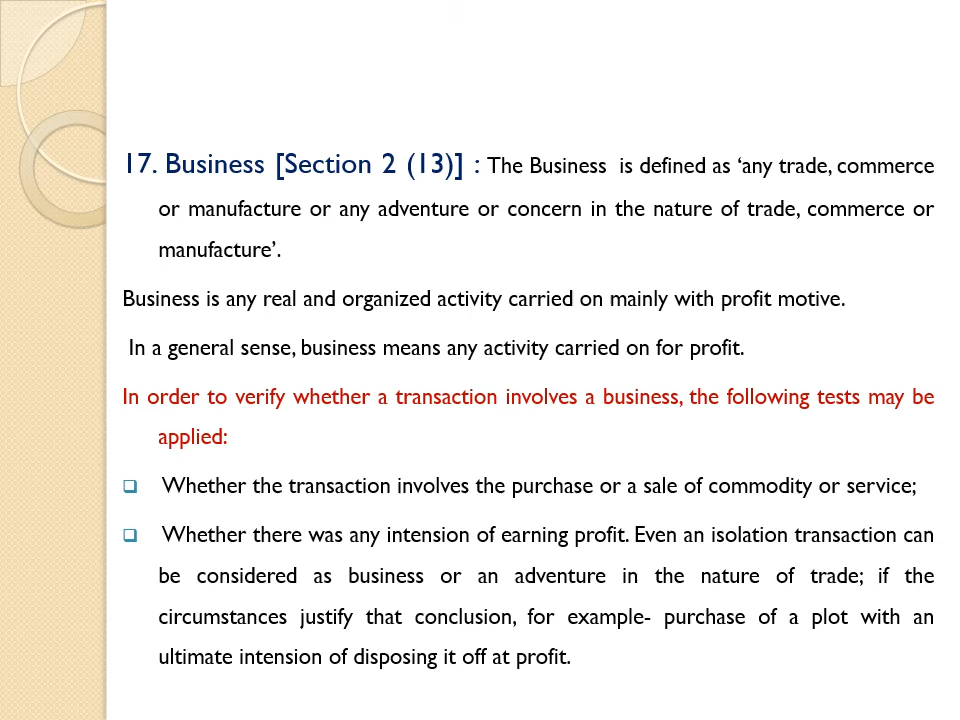 17. Business [Section 2 (13)] : The Business is defined as ‘any trade, commerce
or manufacture or any adventure or concern in the nature of trade, commerce or
manufacture’.
Business is any real and organized activity carried on mainly with profit motive.
In a general sense, business means any activity carried on for profit.
In order to verify whether a transaction involves a business, the following tests may be
applied:
❑ Whether the transaction involves the purchase or a sale of commodity or service;
❑ Whether there was any intension of earning profit. Even an isolation transaction can
be considered as business or an adventure in the nature of trade; if the
circumstances justify that conclusion, for example- purchase of a plot with an
ultimate intension of disposing it off at profit.